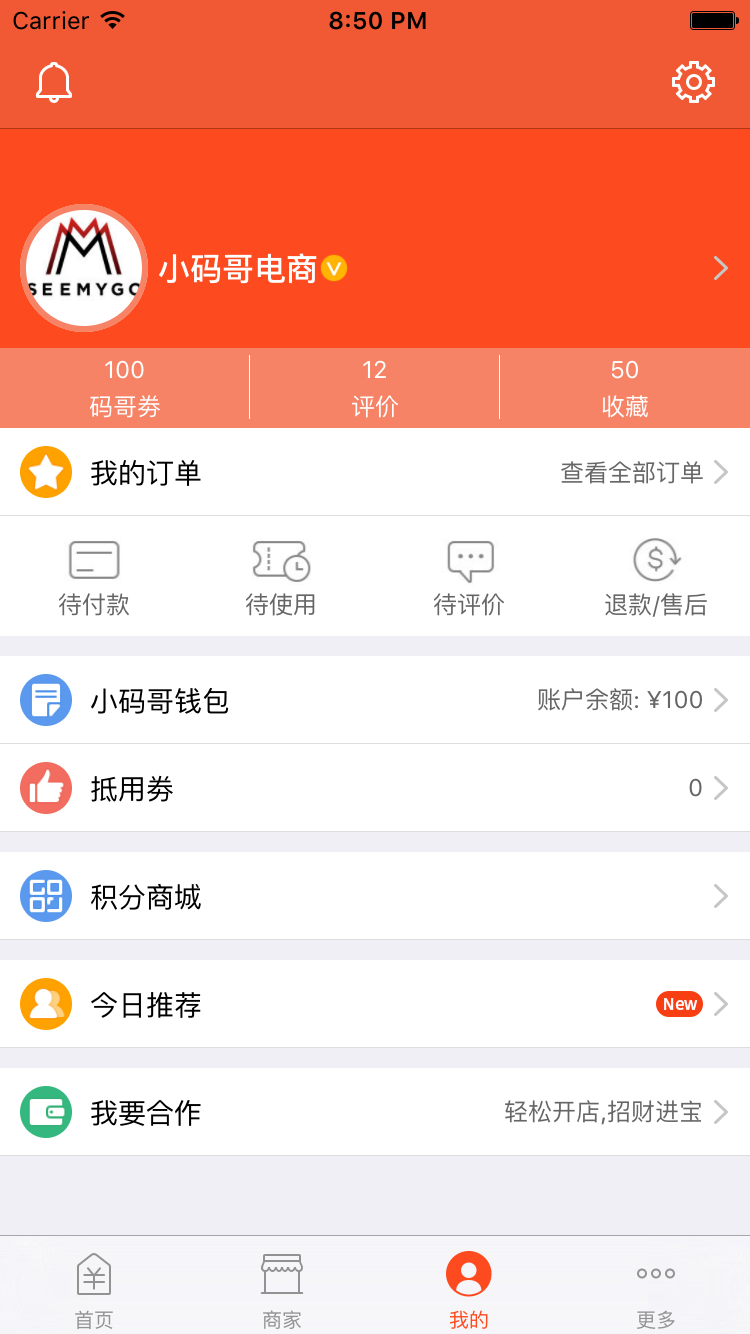 Carrier 8:50 PM
SEEMYGO
小码哥电商
100 12 50
码哥劵 评价 收藏
我的订单 查看全部订单
待付款 待使用 待评价 退款/售后
小码哥钱包 账户余额: ¥100
抵用劵 0
积分商城
今日推荐 New
我要合作 轻松开店,招财进宝
首页 商家 我的 更多